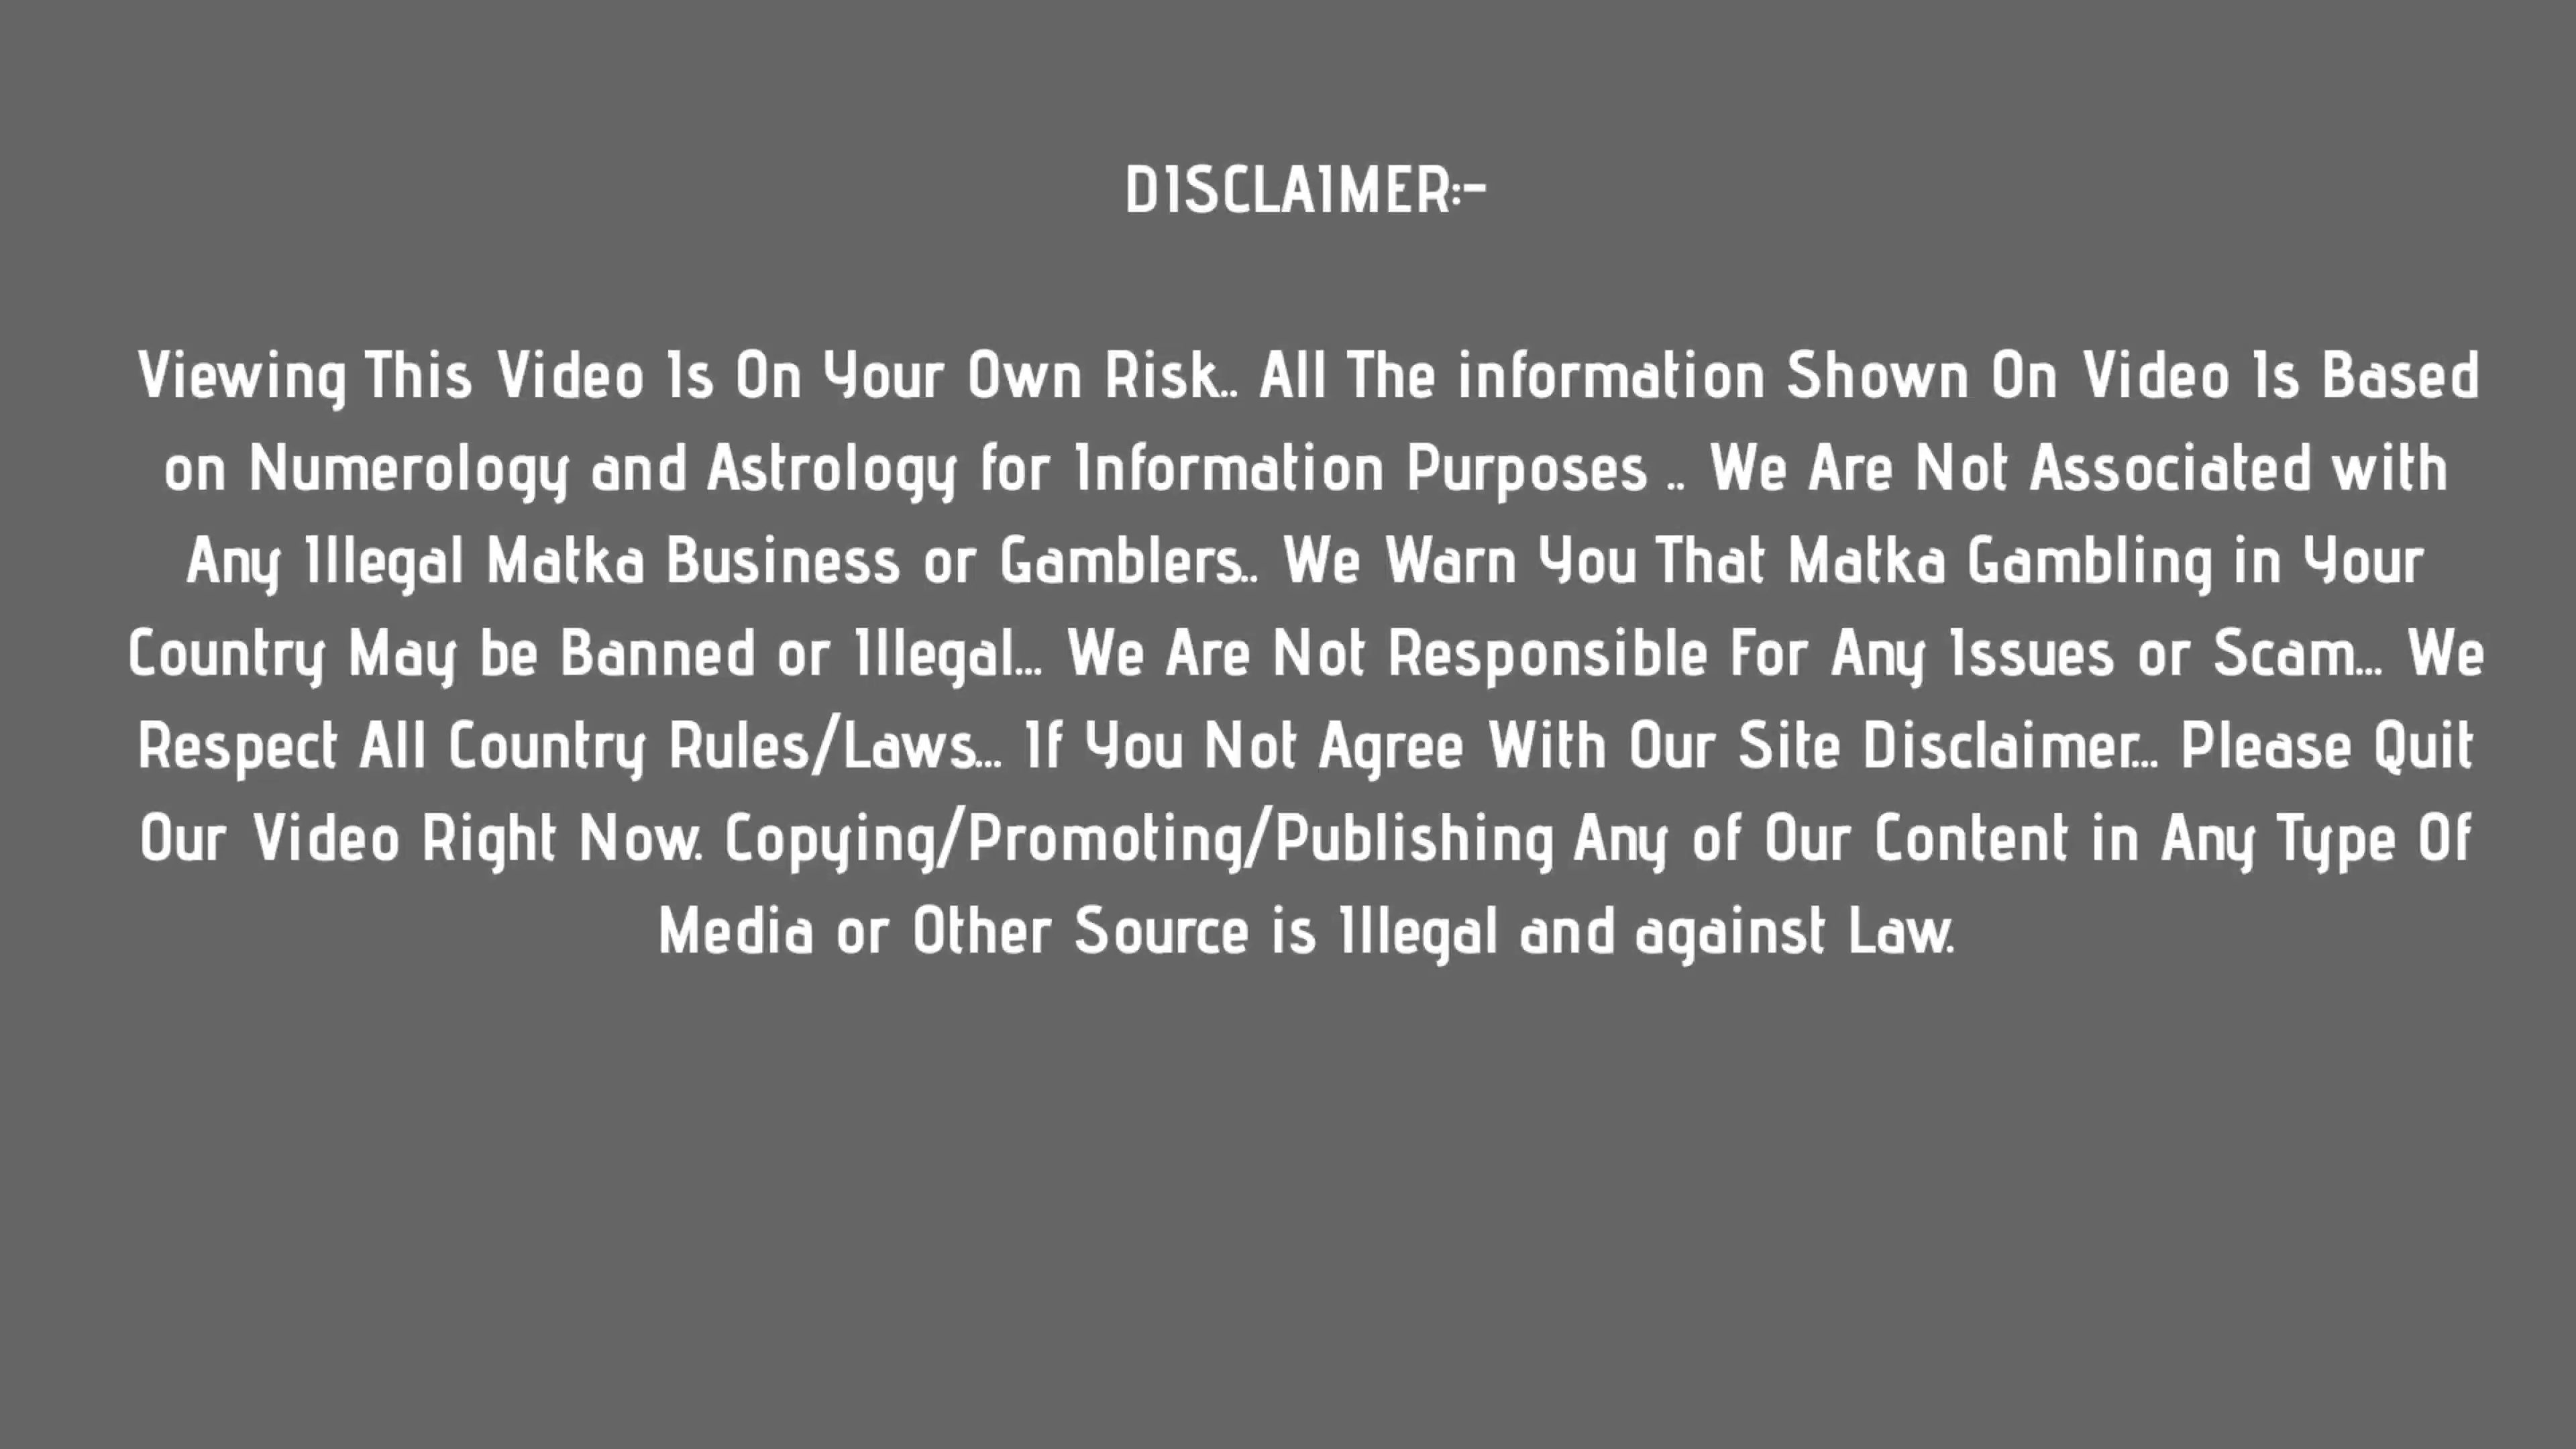 DISCLAIMER:-
Viewing This Video Is On Your Own Risk.. All The information Shown On Video Is Based
on Numerology and Astrology for Information Purposes .. We Are Not Associated with
Any Illegal Matka Business or Gamblers.. We Warn You That Matka Gambling in Your
Country May be Banned or Illegal... We Are Not Responsible For Any Issues or Scam... We
Respect All Country Rules/Laws... If You Not Agree With Our Site Disclaimer... Please Quit
Our Video Right Now. Copying/Promoting/Publishing Any of Our Content in Any Type Of
Media or Other Source is Illegal and against Law.